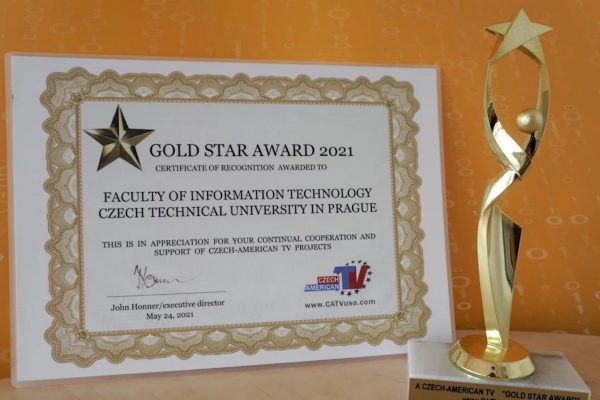 GOLD STAR AWARD 2021
CERTIFICATE OF RECOGNITION AWARDED TO
FACULTY OF INFORMATION TECHNOLOGY
CZECH TECHNICAL UNIVERSITY IN PRAGUE
THIS IS IN APPRECIATION FOR YOUR CONTINUAL COOPERATION AND
SUPPORT OF CZECH-AMERICAN TV PROJECTS
John Honner/executive director
May 24, 2021
CZECH
AMERICAN
TV
www.CATVusa.com
A CZECH-AMERICAN TV "GOLD STAR AWARD"